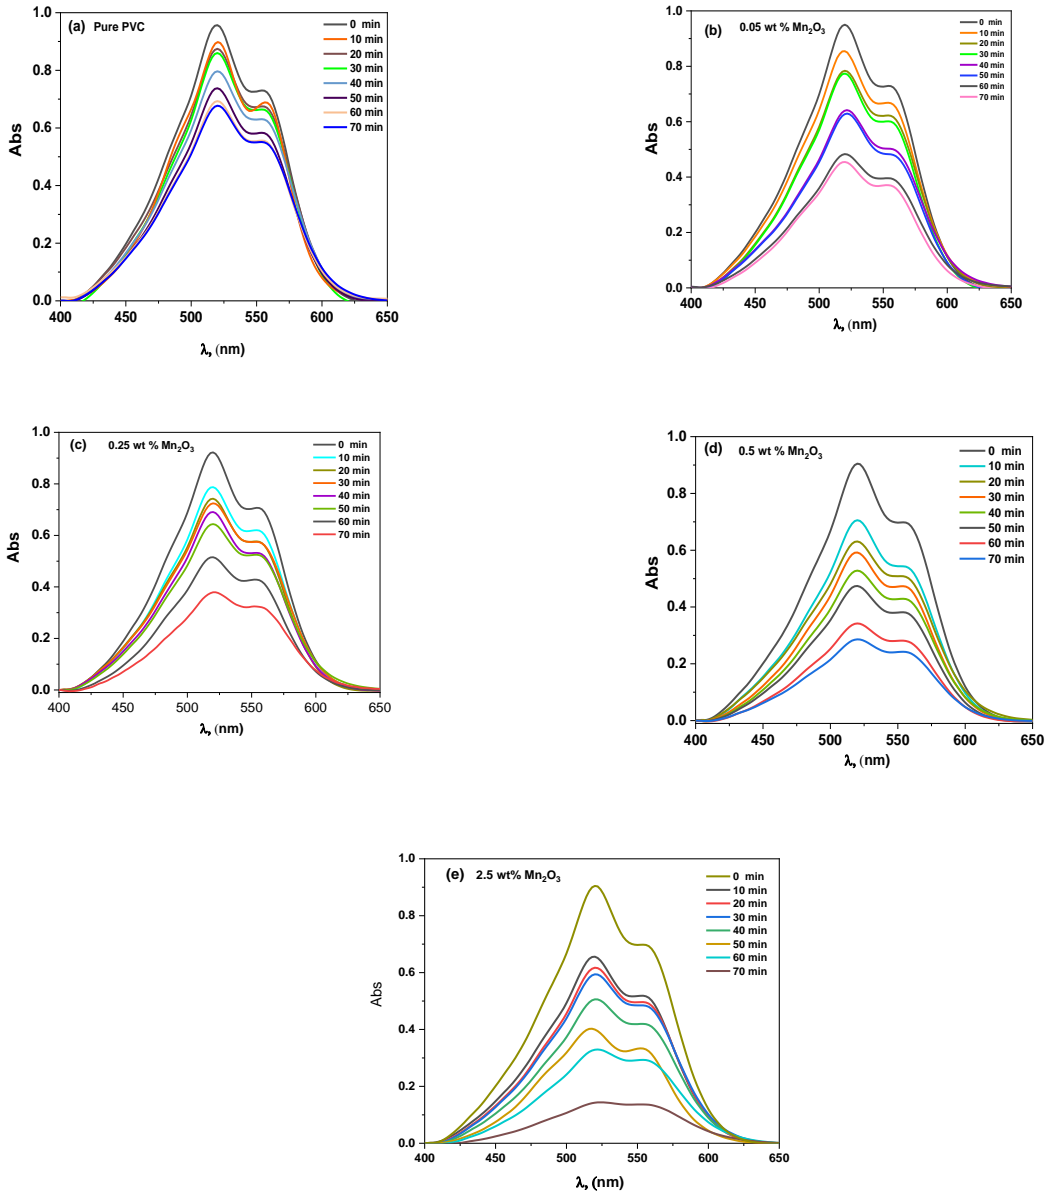 (a) Pure PVC
0 min
10 min
20 min
30 min
40 min
50 min
60 min
70 min
1.0
0.8
0.6
0.4
0.2
0.0
Abs
400 450 500 550 600 650
λ, (nm)
(b) 0.05 wt % Mn₂O₃
0 min
10 min
20 min
30 min
40 min
50 min
60 min
70 min
1.0
0.8
0.6
0.4
0.2
0.0
Abs
400 450 500 550 600 650
λ, (nm)
(c) 0.25 wt % Mn₂O₃
0 min
10 min
20 min
30 min
40 min
50 min
60 min
70 min
1.0
0.8
0.6
0.4
0.2
0.0
Abs
400 450 500 550 600 650
λ, (nm)
(d) 0.5 wt % Mn₂O₃
0 min
10 min
20 min
30 min
40 min
50 min
60 min
70 min
1.0
0.8
0.6
0.4
0.2
0.0
Abs
400 450 500 550 600 650
λ, (nm)
(e) 2.5 wt% Mn₂O₃
0 min
10 min
20 min
30 min
40 min
50 min
60 min
70 min
1.0
0.8
0.6
0.4
0.2
0.0
Abs
400 450 500 550 600 650
λ, (nm)